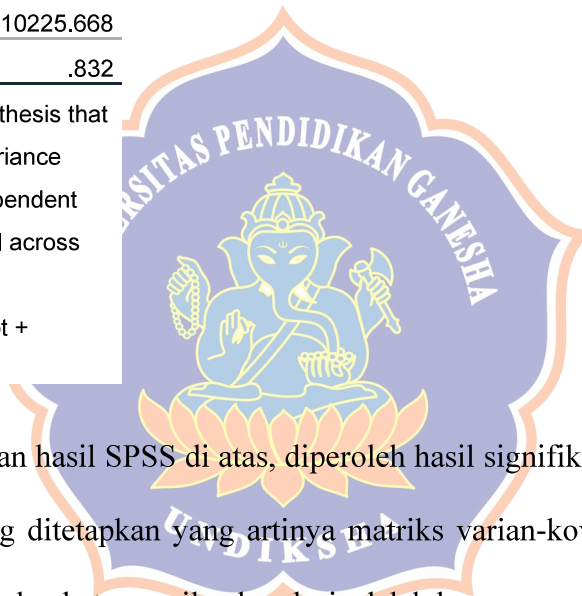 10225.668
.832
thesis that
riance
pendent
across
t +
RSITAS PENDIDIKAN GANESHA
an hasil SPSS di atas, diperoleh hasil signifik
g ditetapkan yang artinya matriks varian-kov
UNDIKSHA